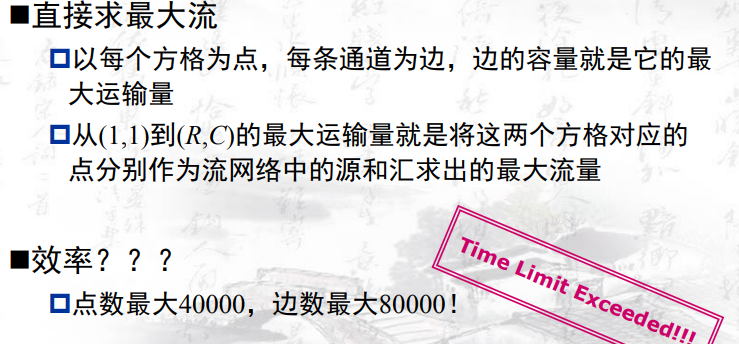 直接求最大流
以每个方格为点，每条通道为边，边的容量就是它的最
大运输量
从(1,1)到(R,C)的最大运输量就是将这两个方格对应的
点分别作为流网络中的源和汇求出的最大流量
效率？？？
点数最大40000，边数最大80000！
Time Limit Exceeded!!!